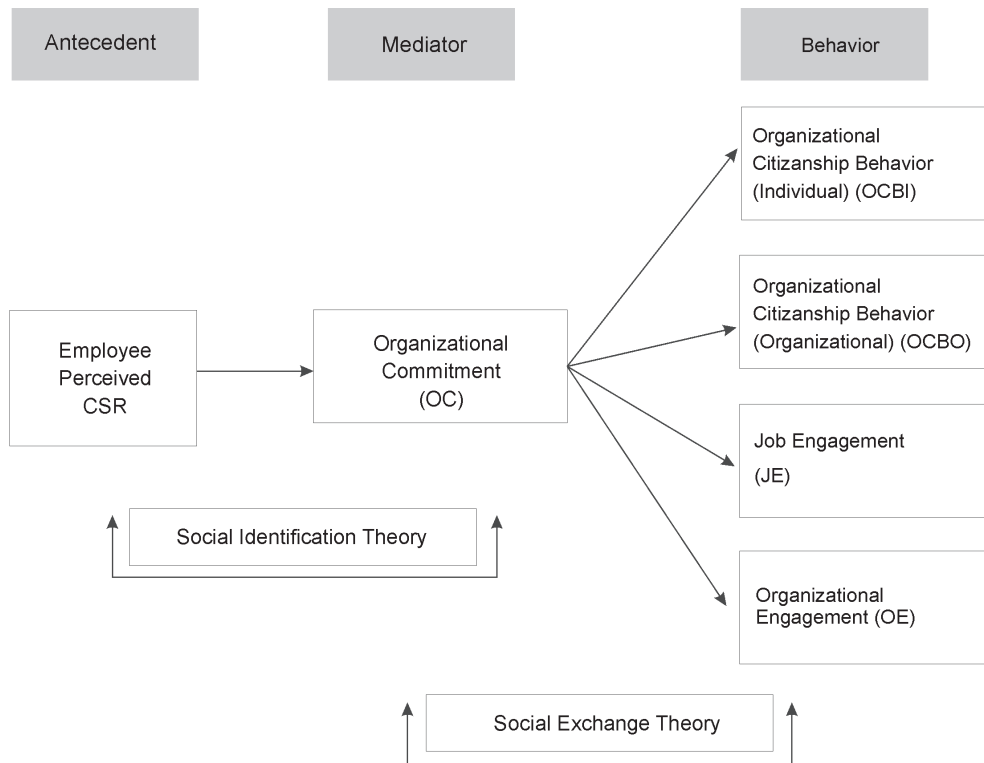 Antecedent
Mediator
Behavior
Organizational
Citizanship Behavior
(Individual) (OCBI)
Organizational
Citizanship Behavior
(Organizational) (OCBO)
Employee
Perceived
CSR
Organizational
Commitment
(OC)
Job Engagement
(JE)
Social Identification Theory
Organizational
Engagement (OE)
Social Exchange Theory